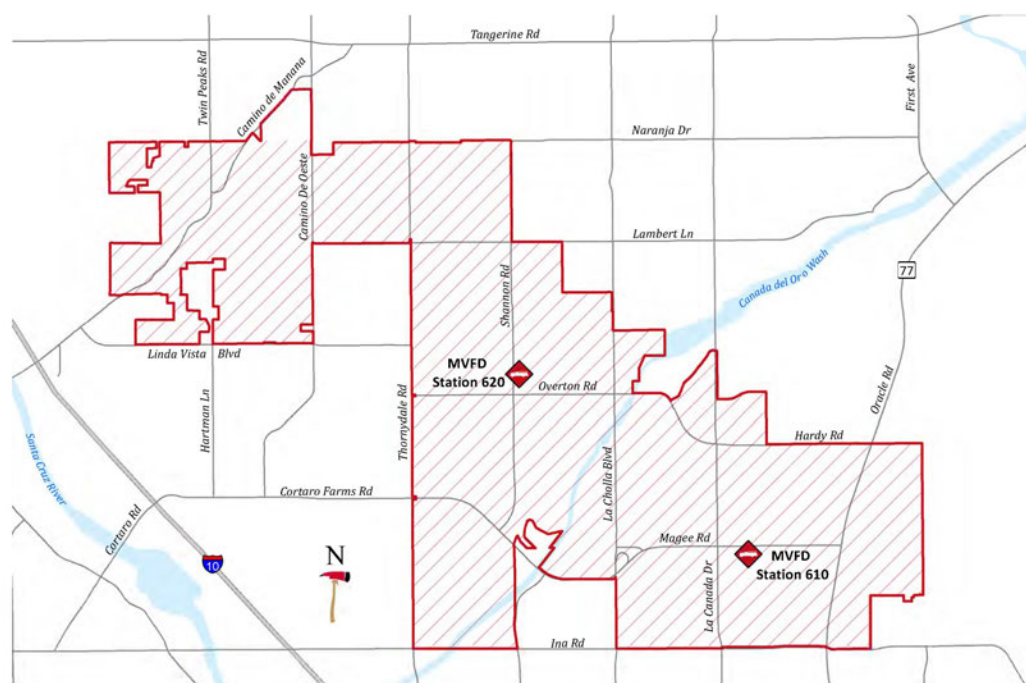 Tangerine Rd
Twin Peaks Rd
Camino de Manana
First Ave
Naranja Dr
Camino De Oeste
Lambert Ln
Canada del Oro Wash
77
Shannon Rd
Linda Vista Blvd
MVFD
Station 620
Overton Rd
Oracle Rd
Thornydale Rd
Hartman Ln
Hardy Rd
Santa Cruz River
La Cholla Blvd
Cortaro Farms Rd
Cortaro Rd
Magee Rd
MVFD
Station 610
La Canada Dr
N
10
Ina Rd